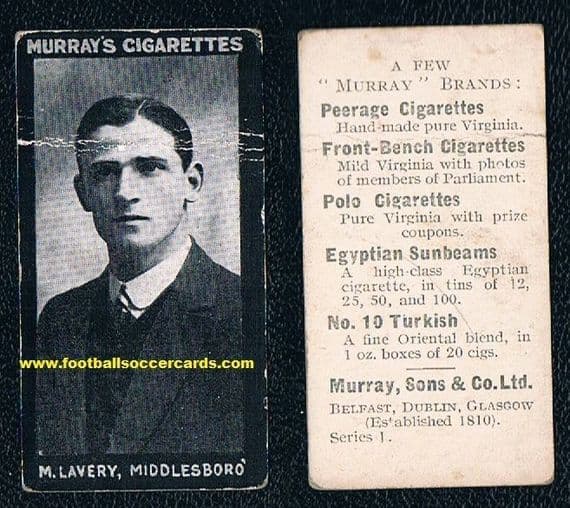 MURRAY'S CIGARETTES
www.footballsoccercards.com
M. LAVERY, MIDDLESBORO'
A FEW
"MURRAY" BRANDS:
Peerage Cigarettes
Hand-made pure Virginia.
Front-Bench Cigarettes
Mild Virginia with photos
of members of Parliament.
Polo Cigarettes
Pure Virginia with prize
coupons.
Egyptian Sunbeams
A high-class Egyptian
cigarette, in tins of 12,
25, 50, and 100.
No. 10 Turkish
A fine Oriental blend, in
1 oz. boxes of 20 cigs.
Murray, Sons & Co. Ltd.
BELFAST, DUBLIN, GLASGOW
(Established 1810).
Series I.